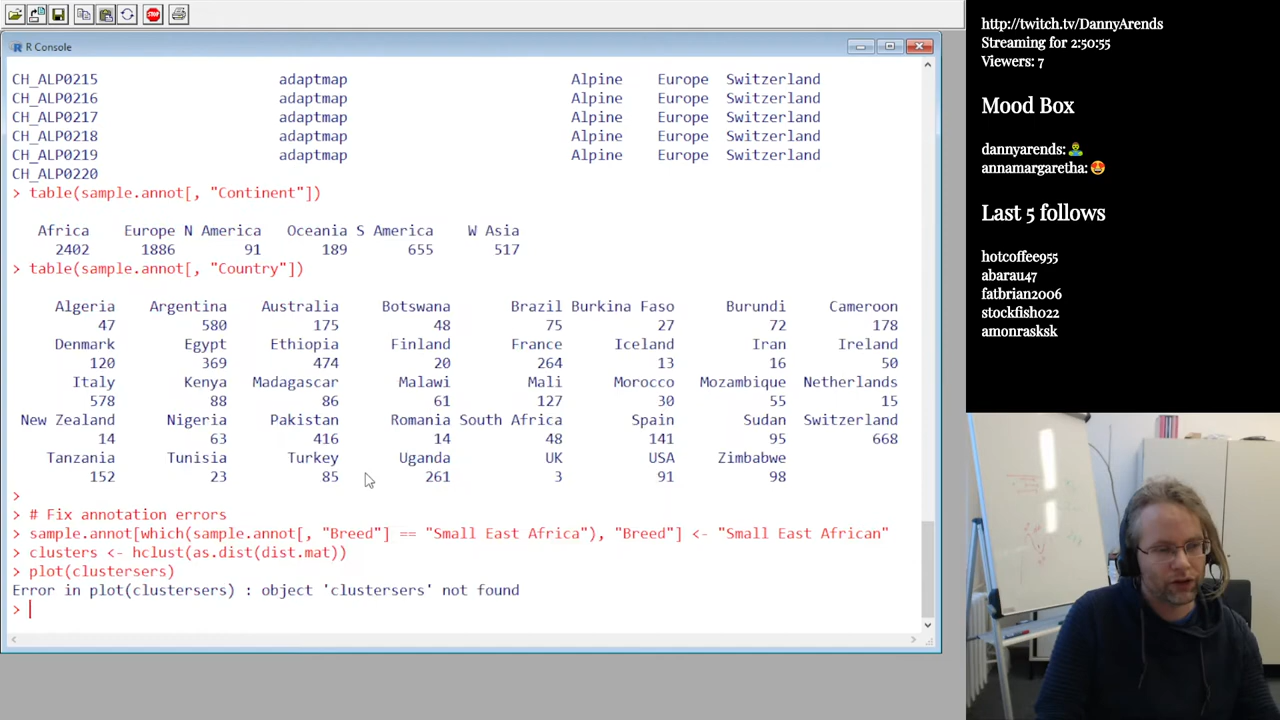 R Console
CH_ALP0215 adaptmap Alpine Europe Switzerland
CH_ALP0216 adaptmap Alpine Europe Switzerland
CH_ALP0217 adaptmap Alpine Europe Switzerland
CH_ALP0218 adaptmap Alpine Europe Switzerland
CH_ALP0219 adaptmap Alpine Europe Switzerland
CH_ALP0220
> table(sample.annot[, "Continent"])
Africa Europe N America Oceania S America W Asia
2402 1886 91 189 655 517
> table(sample.annot[, "Country"])
Algeria Argentina Australia Botswana Brazil Burkina Faso Burundi Cameroon
47 580 175 48 75 27 72 178
Denmark Egypt Ethiopia Finland France Iceland Iran Ireland
120 369 474 20 264 13 16 50
Italy Kenya Madagascar Malawi Mali Morocco Mozambique Netherlands
578 88 86 61 127 30 55 15
New Zealand Nigeria Pakistan Romania South Africa Spain Sudan Switzerland
14 63 416 14 48 141 95 668
Tanzania Tunisia Turkey Uganda UK USA Zimbabwe
152 23 85 261 3 91 98
>
> # Fix annotation errors
> sample.annot[which(sample.annot[, "Breed"] == "Small East Africa"), "Breed"] <- "Small East African"
> clusters <- hclust(as.dist(dist.mat))
> plot(clustersers)
Error in plot(clustersers) : object 'clustersers' not found
>
STOP
http://twitch.tv/DannyArends
Streaming for 2:50:55
Viewers: 7
Mood Box
dannyarends: 🧟‍♂️
annamargaretha: 😍
Last 5 follows
hotcoffee955
abarau47
fatbrian2006
stockfish022
amonrasksk